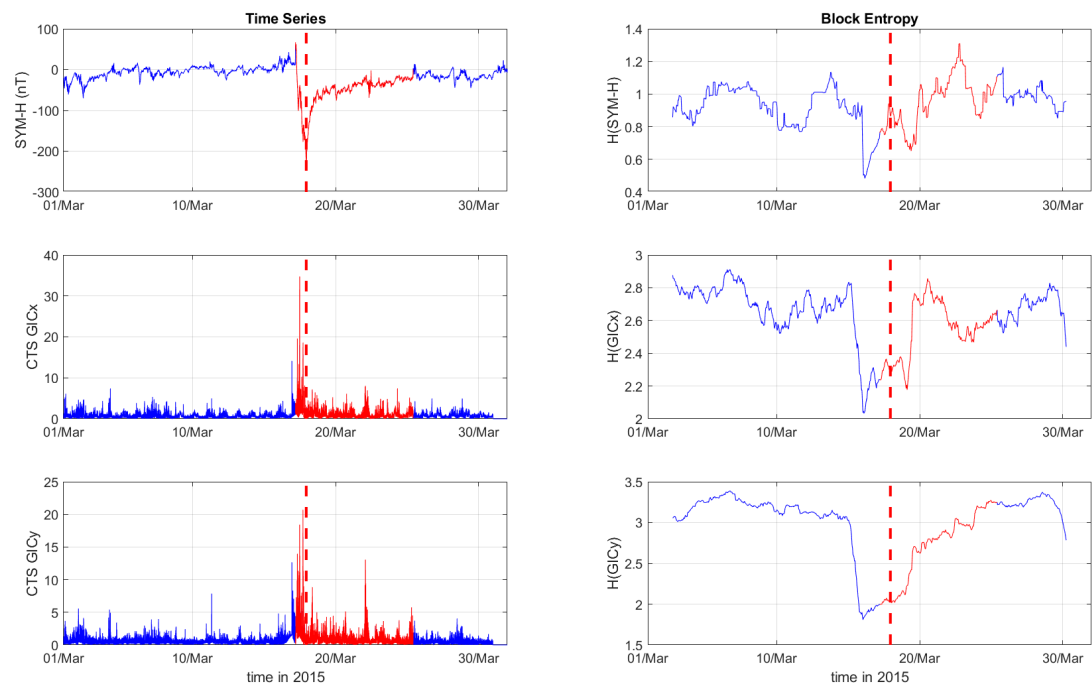 Time Series
SYM-H (nT)
100
0
-100
-200
-300
01/Mar 10/Mar 20/Mar 30/Mar
Block Entropy
H(SYM-H)
1.4
1.2
1
0.8
0.6
0.4
01/Mar 10/Mar 20/Mar 30/Mar
CTS GICx
40
30
20
10
0
01/Mar 10/Mar 20/Mar 30/Mar
H(GICx)
3
2.8
2.6
2.4
2.2
2
01/Mar 10/Mar 20/Mar 30/Mar
CTS GICy
25
20
15
10
5
0
01/Mar 10/Mar 20/Mar 30/Mar
time in 2015
H(GICy)
3.5
3
2.5
2
1.5
01/Mar 10/Mar 20/Mar 30/Mar
time in 2015